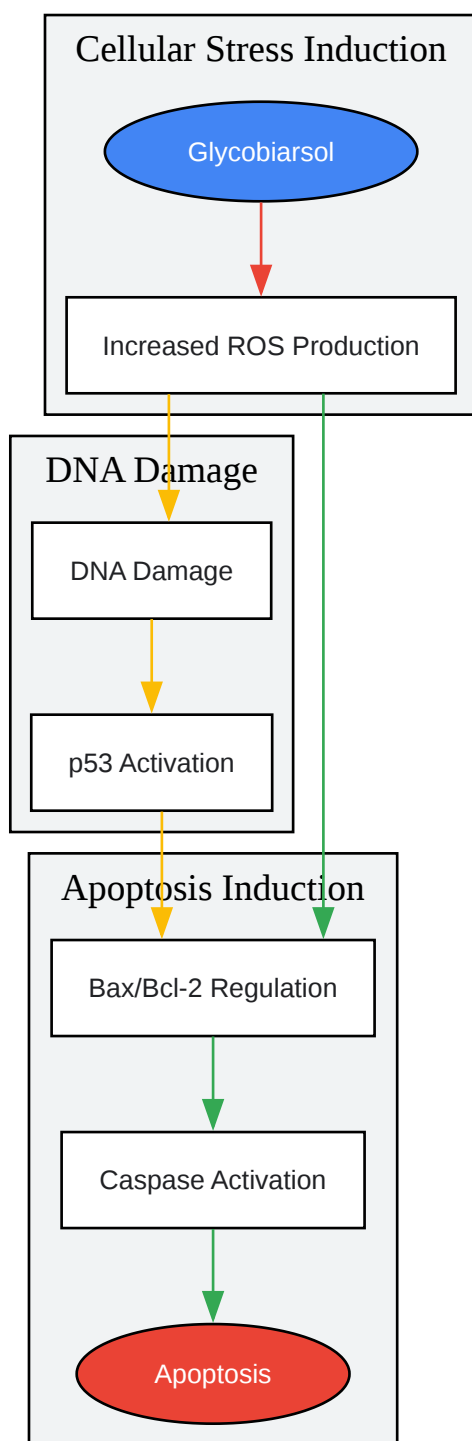 Cellular Stress Induction
Glycobiarsol
Increased ROS Production
DNA Damage
DNA Damage
p53 Activation
Apoptosis Induction
Bax/Bcl-2 Regulation
Caspase Activation
Apoptosis